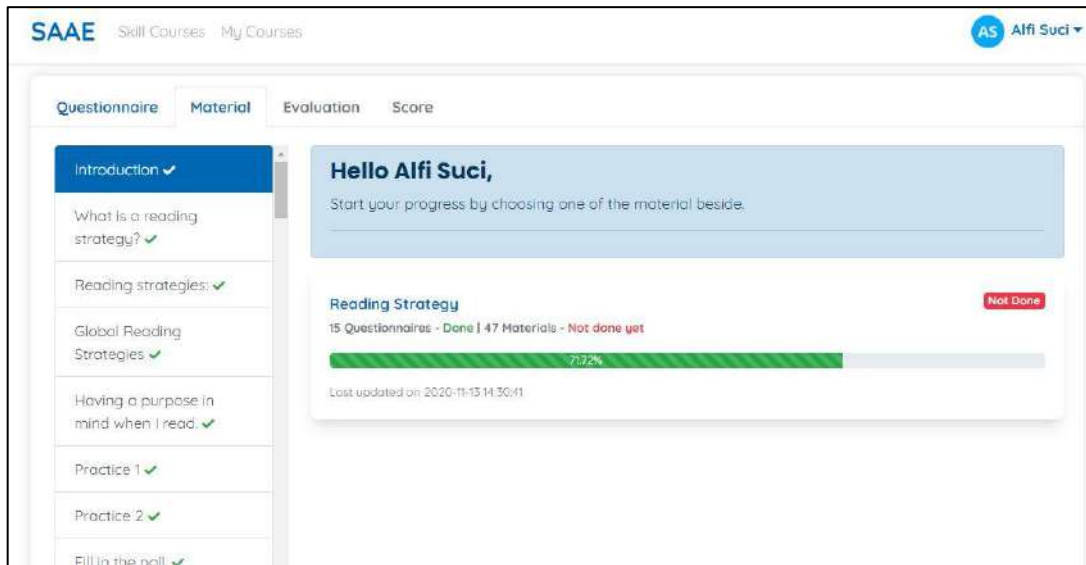 SAAE Skill Courses My Courses AS Alfi Suci
Questionnaire Material Evaluation Score
Introduction
What is a reading
strategy?
Reading strategies:
Global Reading
Strategies
Having a purpose in
mind when I read.
Practice 1
Practice 2
Fill in the poll
Hello Alfi Suci,
Start your progress by choosing one of the material beside.
Reading Strategy Not Done
15 Questionnaires - Done | 47 Materials - Not done yet
71.72%
Last updated on 2020-11-13 14:30:41